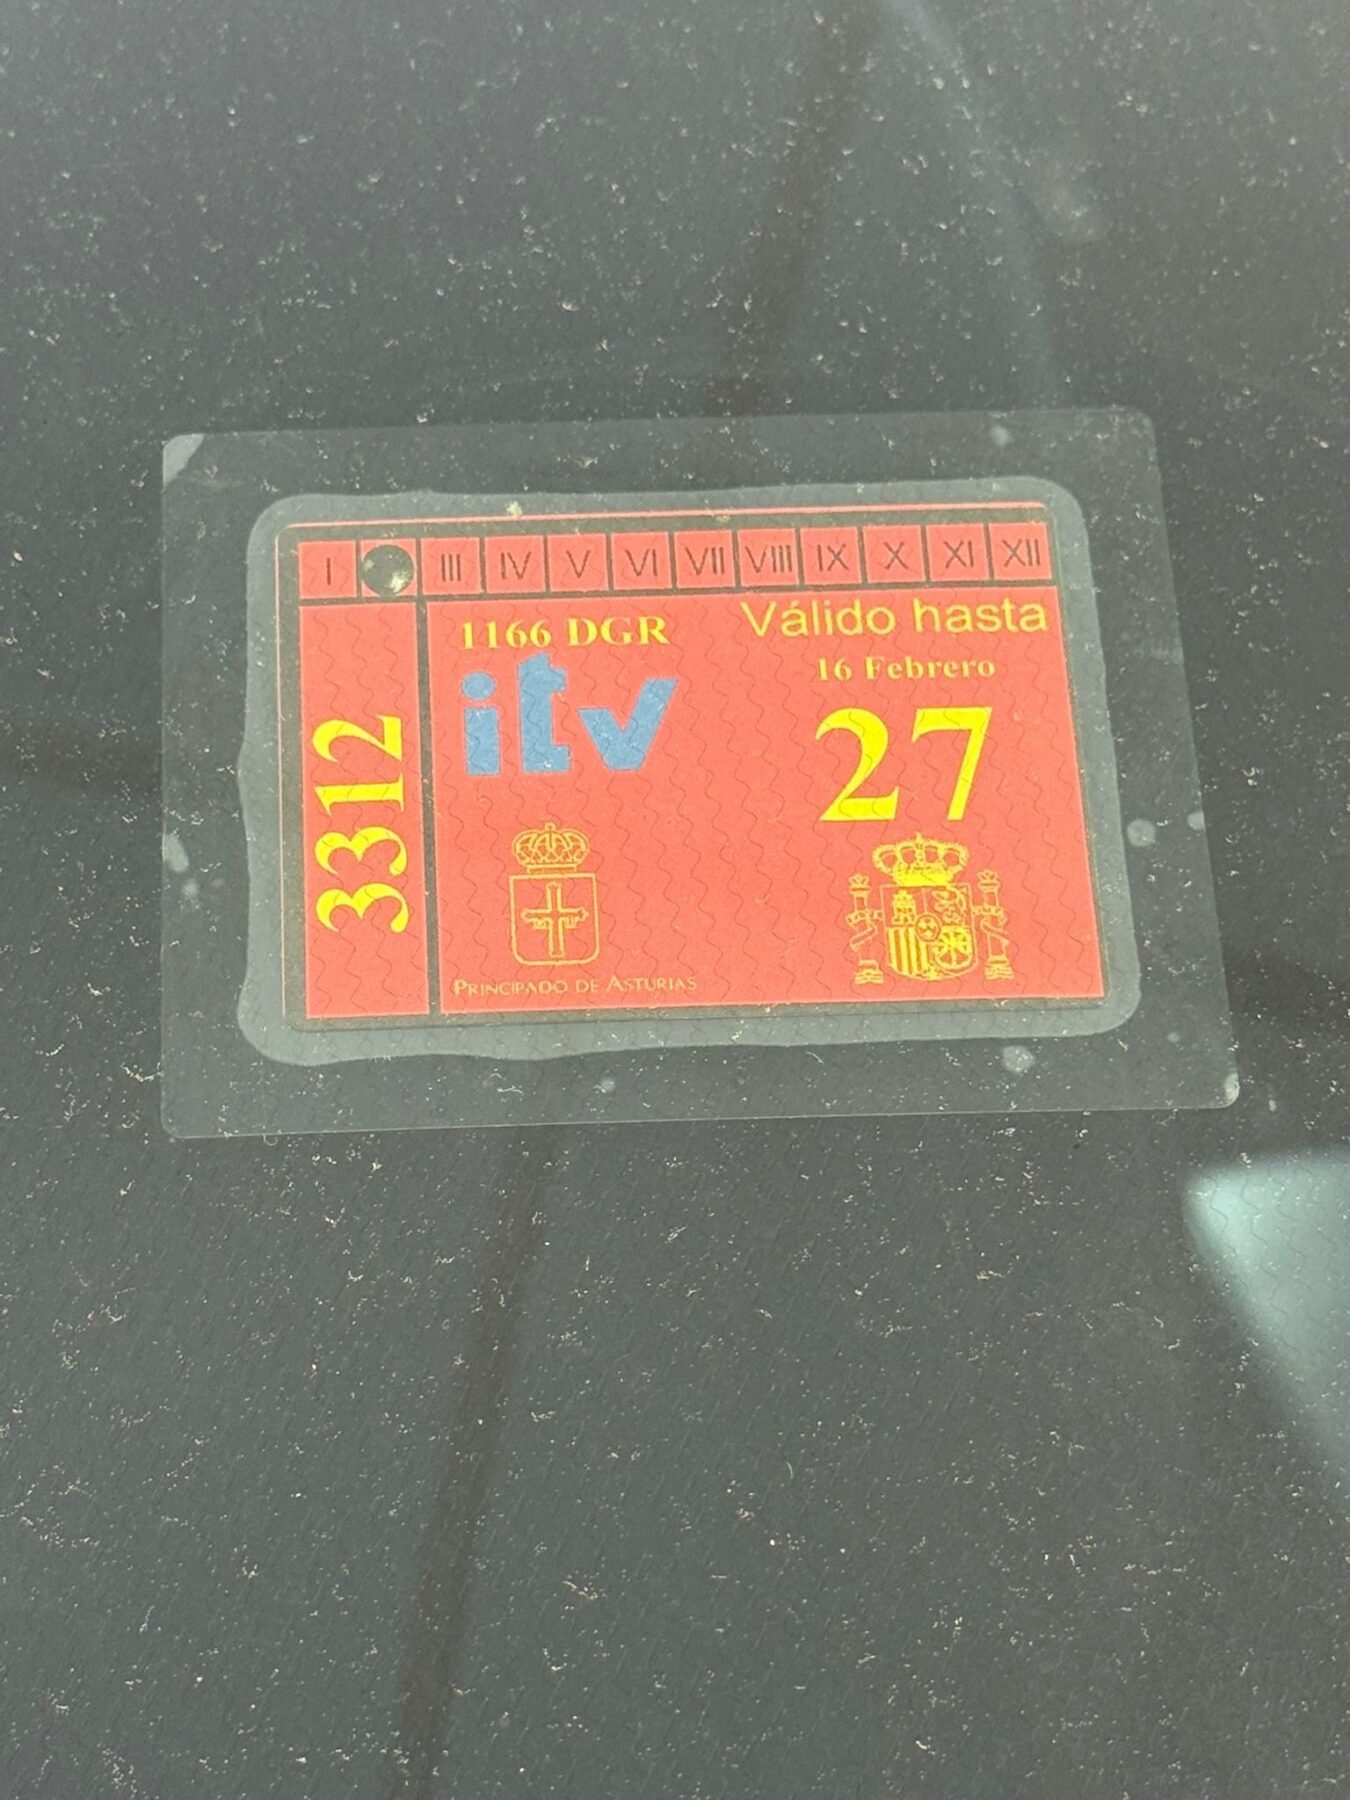 I III IV V VI VII VIII IX X XI XII
3312
1166 DGR
itv
Válido hasta
16 Febrero
27
PRINCIPADO DE ASTURIAS